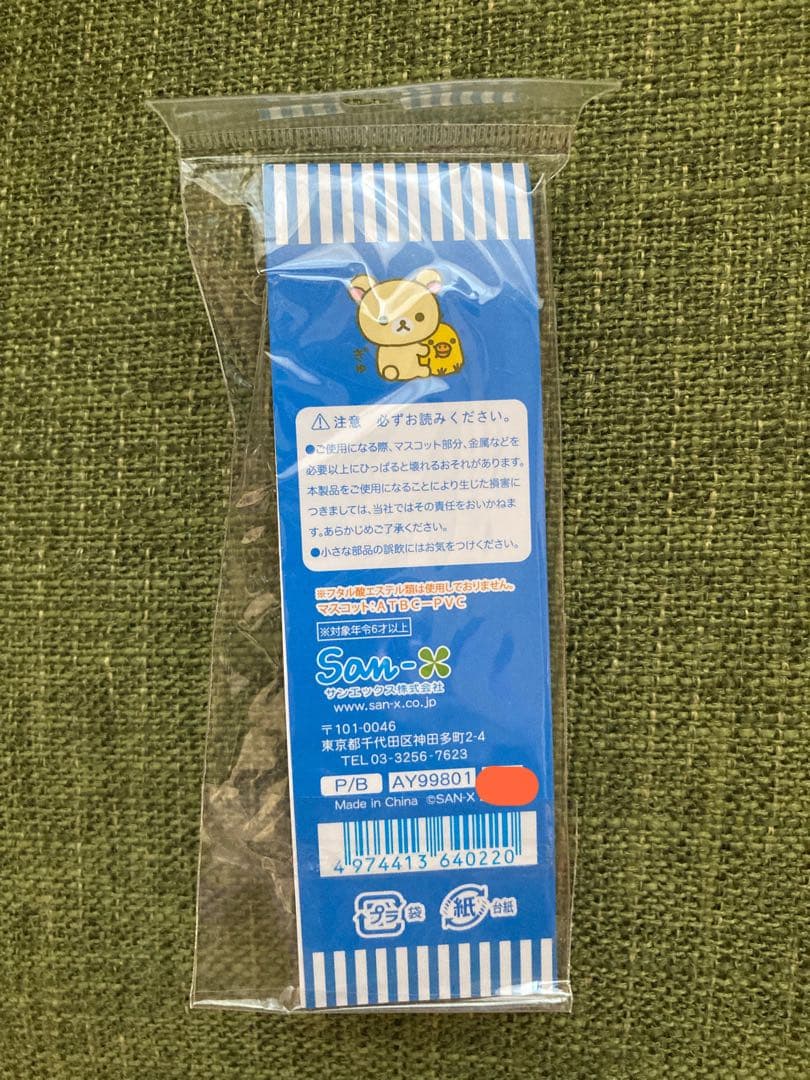 ぎゅ
注意 必ずお読みください。
●ご使用になる際、マスコット部分、金属などを
必要以上にひっぱると壊れるおそれがあります。
本製品をご使用になることにより生じた損害に
つきましては、当社ではその責任をおいかねま
す。あらかじめご了承ください。
●小さな部品の誤飲にはお気をつけください。
※フタル酸エステル類は使用しておりません。
マスコット:ATBC-PVC
※対象年令6才以上
San-X
サンエックス株式会社
www.san-x.co.jp
〒101-0046
東京都千代田区神田多町2-4
TEL 03-3256-7623
P/B AY99801
Made in China ©SAN-X
4 974413 640220
プラ 袋 紙 台紙